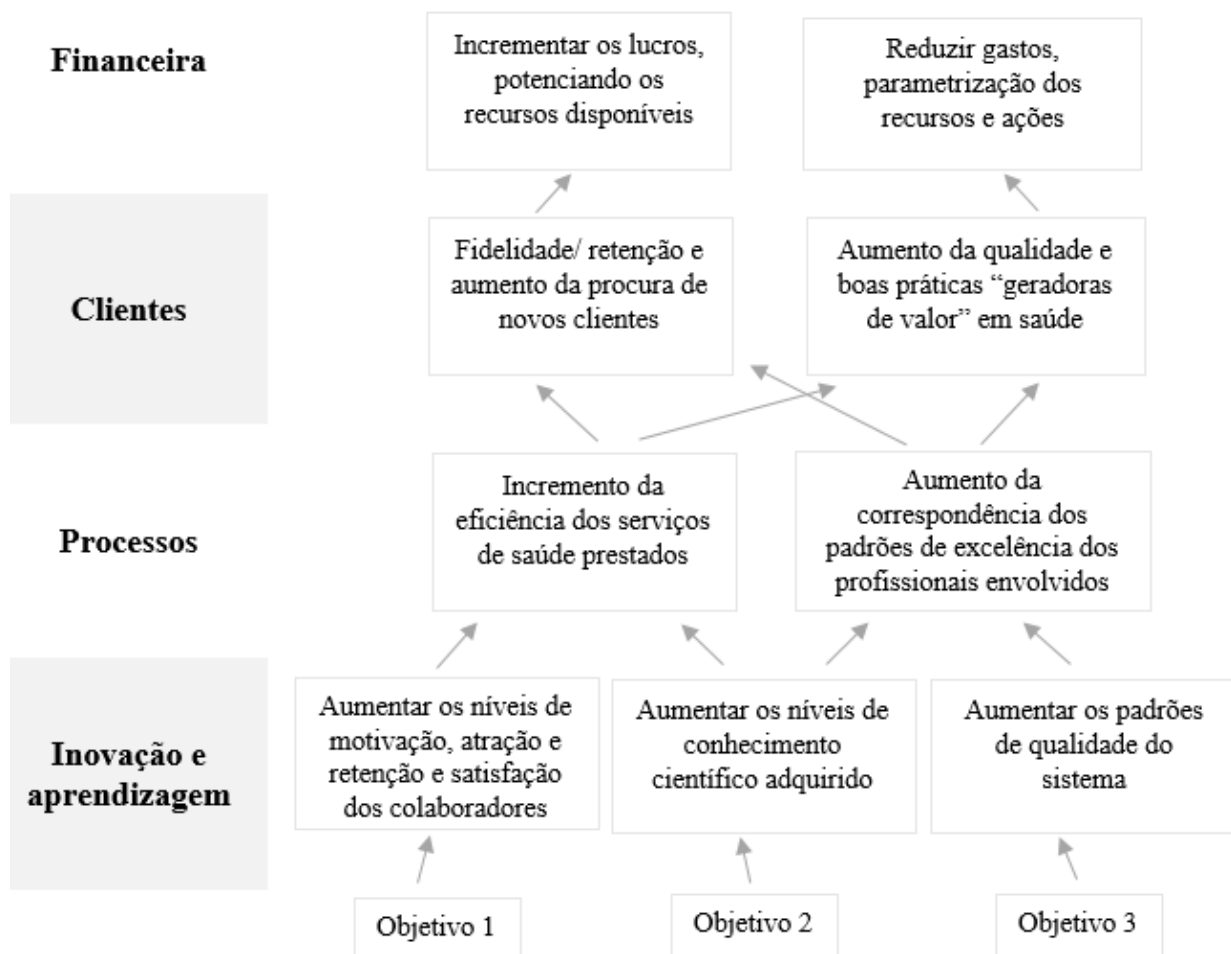 Financeira
Incrementar os lucros,
potenciando os
recursos disponíveis
Reduzir gastos,
parametrização dos
recursos e ações
Clientes
Fidelidade/ retenção e
aumento da procura de
novos clientes
Aumento da qualidade e
boas práticas “geradoras
de valor” em saúde
Processos
Incremento da
eficiência dos serviços
de saúde prestados
Aumento da
correspondência dos
padrões de excelência dos
profissionais envolvidos
Inovação e
aprendizagem
Aumentar os níveis de
motivação, atração e
retenção e satisfação
dos colaboradores
Aumentar os níveis de
conhecimento
científico adquirido
Aumentar os padrões
de qualidade do
sistema
Objetivo 1
Objetivo 2
Objetivo 3